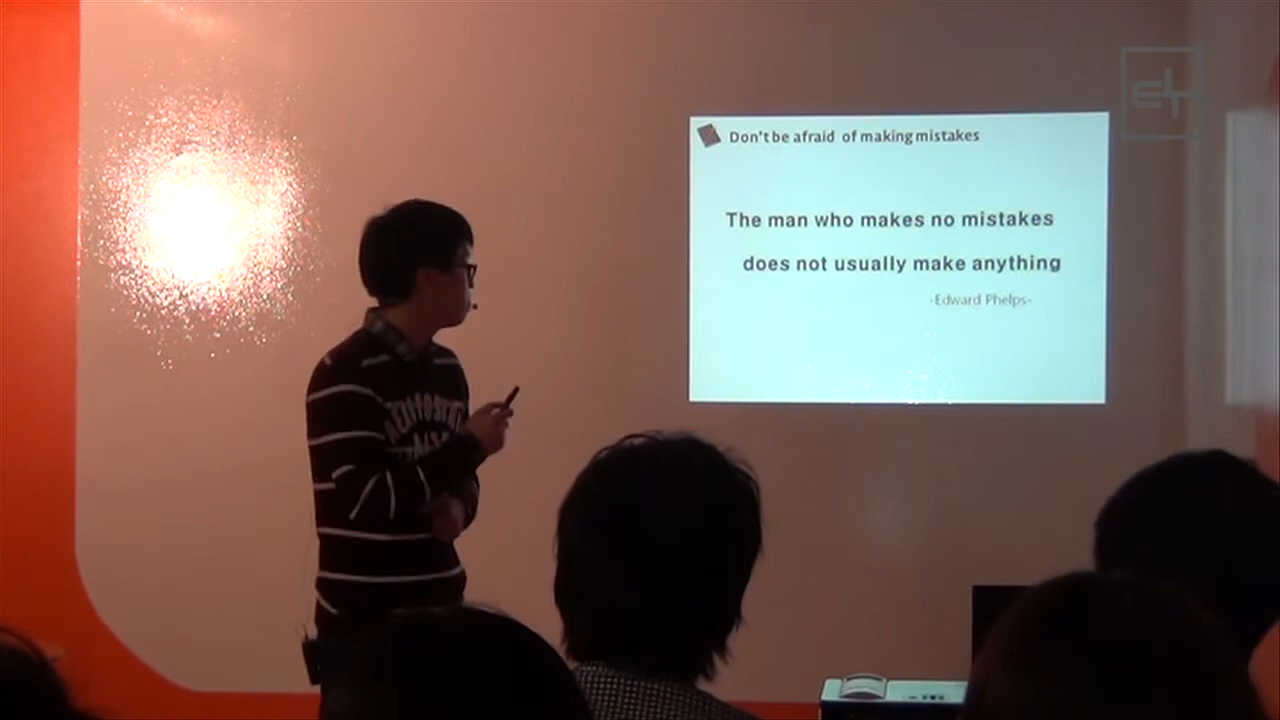 Don't be afraid of making mistakes
The man who makes no mistakes
does not usually make anything
-Edward Phelps-